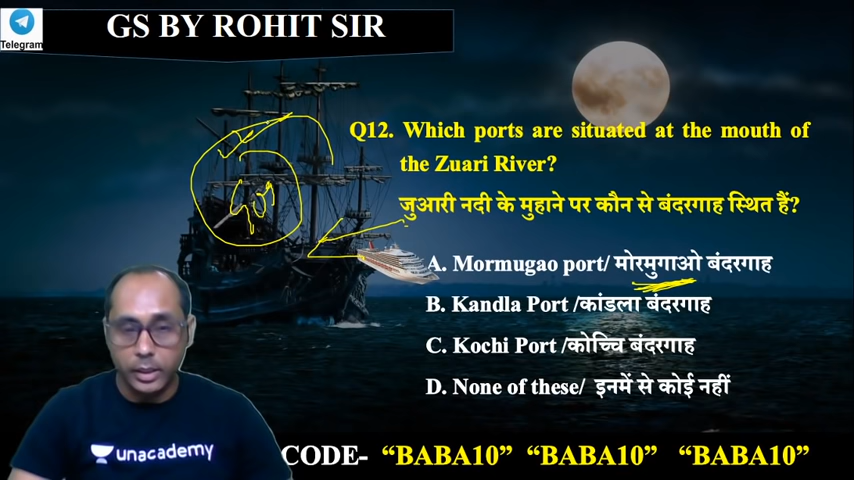 Telegram
GS BY ROHIT SIR
Q12. Which ports are situated at the mouth of
the Zuari River?
जुआरी नदी के मुहाने पर कौन से बंदरगाह स्थित हैं?
A. Mormugao port/ मोरमुगाओ बंदरगाह
B. Kandla Port /कांडला बंदरगाह
C. Kochi Port /कोच्चि बंदरगाह
D. None of these/ इनमें से कोई नहीं
unacademy
CODE- “BABA10” “BABA10” “BABA10”